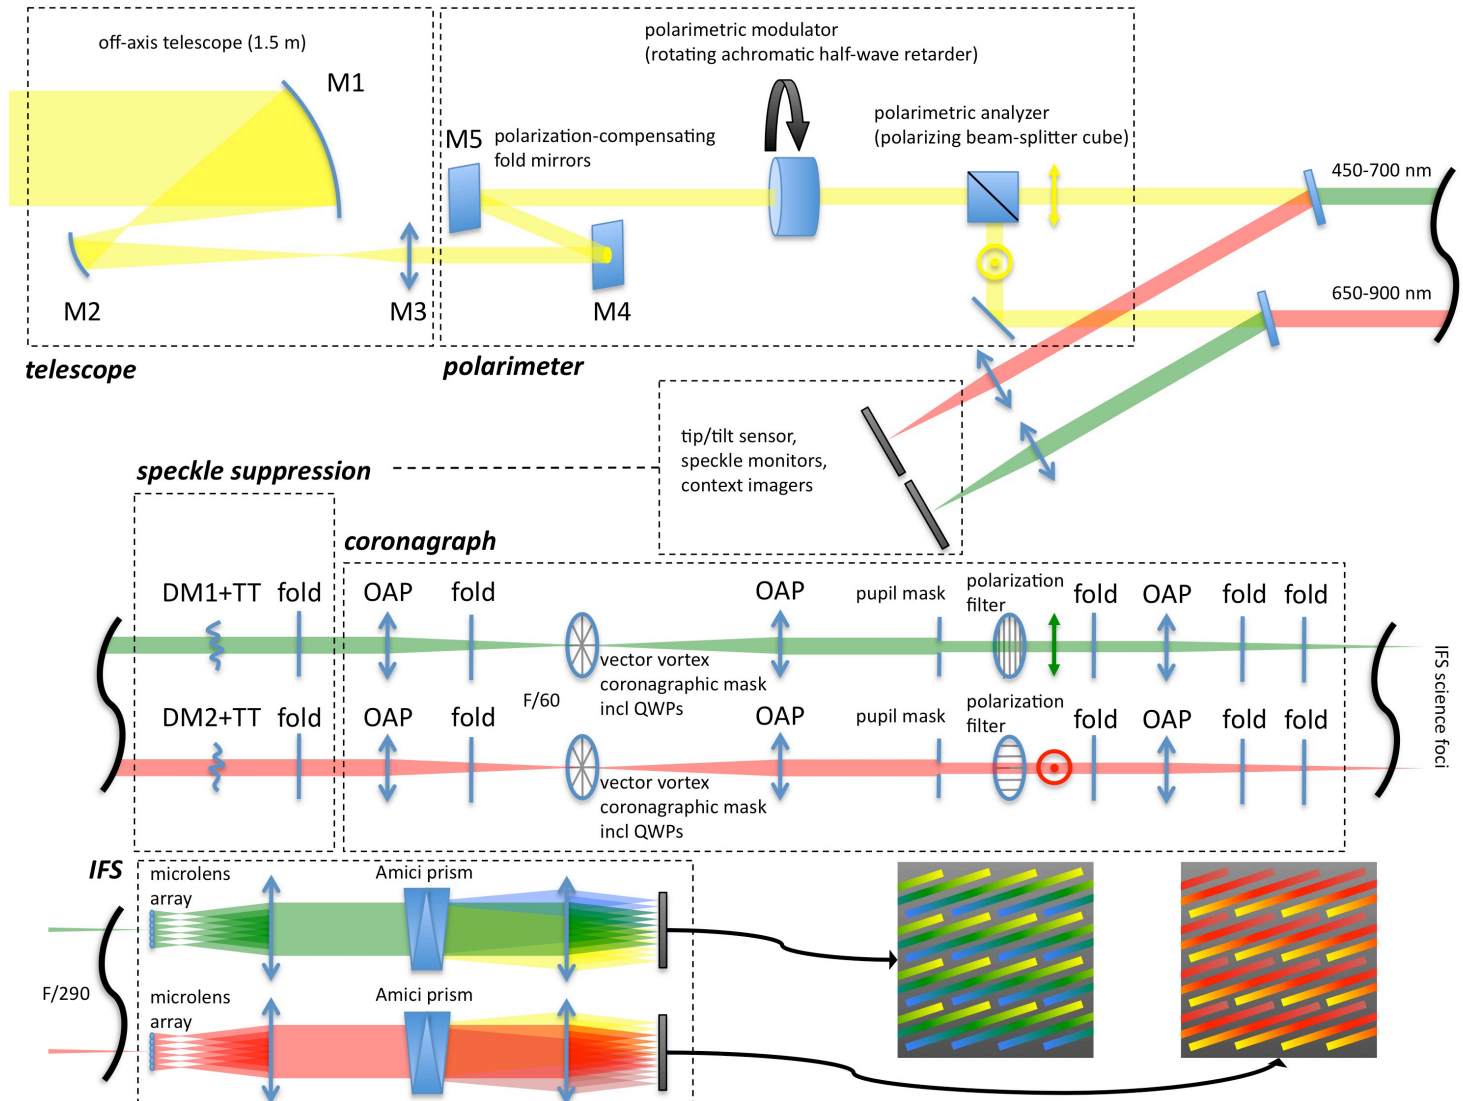 off-axis telescope (1.5 m)
M1
M2
M3
telescope
polarimetric modulator
(rotating achromatic half-wave retarder)
M5
polarization-compensating
fold mirrors
M4
polarimetric analyzer
(polarizing beam-splitter cube)
polarimeter
450-700 nm
650-900 nm
tip/tilt sensor,
speckle monitors,
context imagers
speckle suppression
DM1+TT
fold
DM2+TT
fold
coronagraph
OAP
fold
vector vortex
coronagraphic mask
incl QWPs
OAP
pupil mask
polarization
filter
fold
OAP
fold
fold
F/60
OAP
fold
vector vortex
coronagraphic mask
incl QWPs
OAP
pupil mask
polarization
filter
fold
OAP
fold
fold
IFS science foci
IFS
microlens
array
Amici prism
F/290
microlens
array
Amici prism